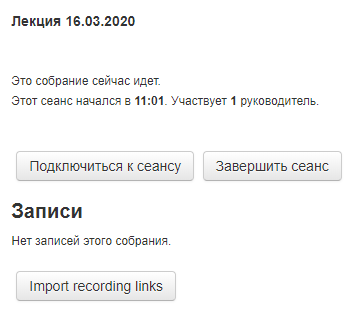 Лекция 16.03.2020
Это собрание сейчас идет.
Этот сеанс начался в 11:01. Участвует 1 руководитель.
Подключиться к сеансу Завершить сеанс
Записи
Нет записей этого собрания.
Import recording links